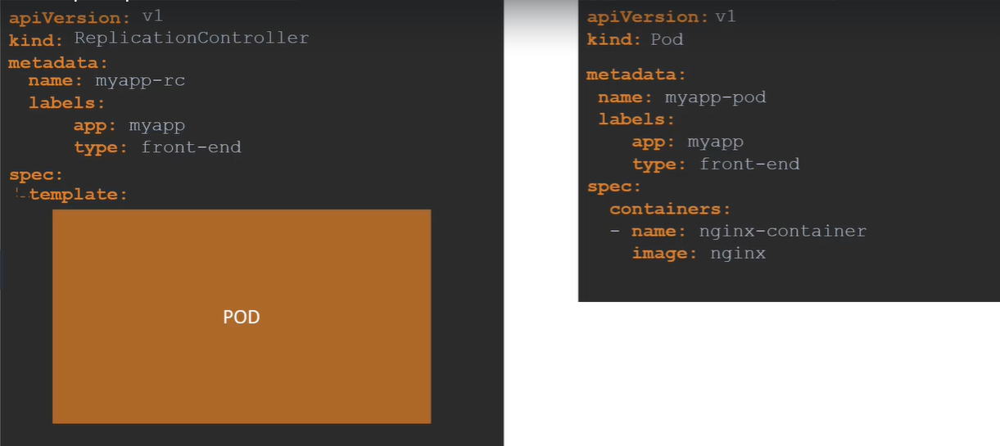 apiVersion: v1
kind: ReplicationController
metadata:
  name: myapp-rc
  labels:
      app: myapp
      type: front-end
spec:
  template:
POD
apiVersion: v1
kind: Pod
metadata:
  name: myapp-pod
  labels:
    app: myapp
    type: front-end
spec:
  containers:
  - name: nginx-container
    image: nginx